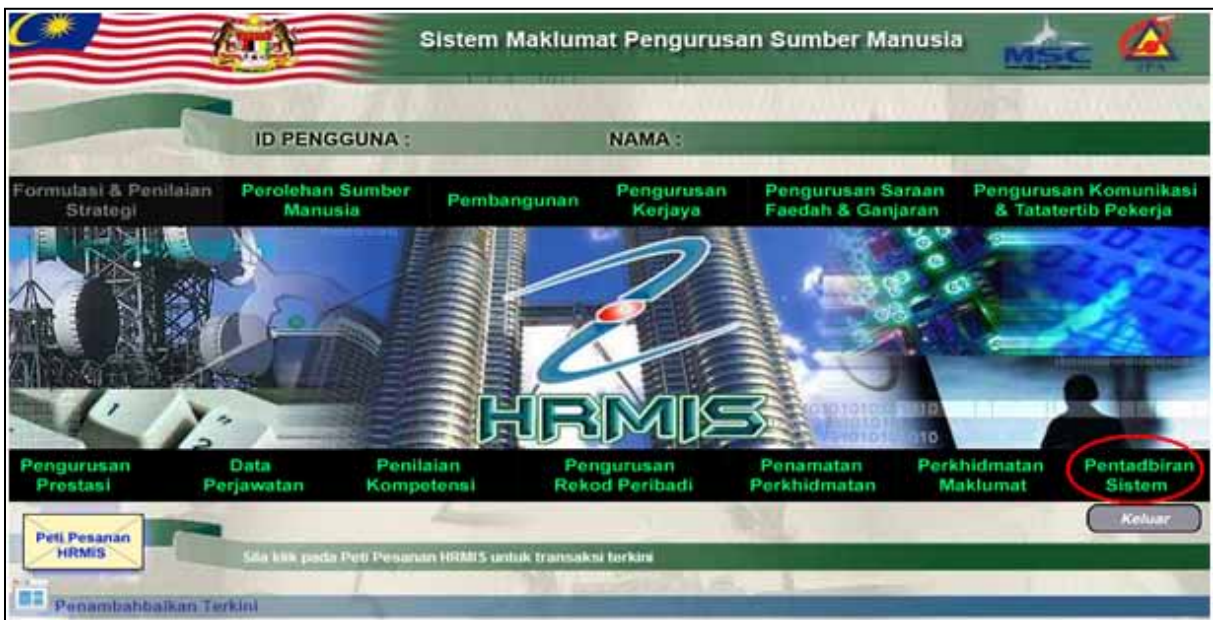 Sistem Maklumat Pengurusan Sumber Manusia
MSC
JPA
ID PENGGUNA :
NAMA :
Formulasi & Penilaian
Strategi
Perolehan Sumber
Manusia
Pembangunan
Pengurusan
Kerjaya
Pengurusan Saraan
Faedah & Ganjaran
Pengurusan Komunikasi
& Tatatertib Pekerja
HRMIS
Pengurusan
Prestasi
Data
Perjawatan
Penilaian
Kompetensi
Pengurusan
Rekod Peribadi
Penamatan
Perkhidmatan
Perkhidmatan
Maklumat
Pentadbiran
Sistem
Keluar
Peti Pesanan
HRMIS
Sila klik pada Peti Pesanan HRMIS untuk transaksi terkini
Penambahbaikan Terkini